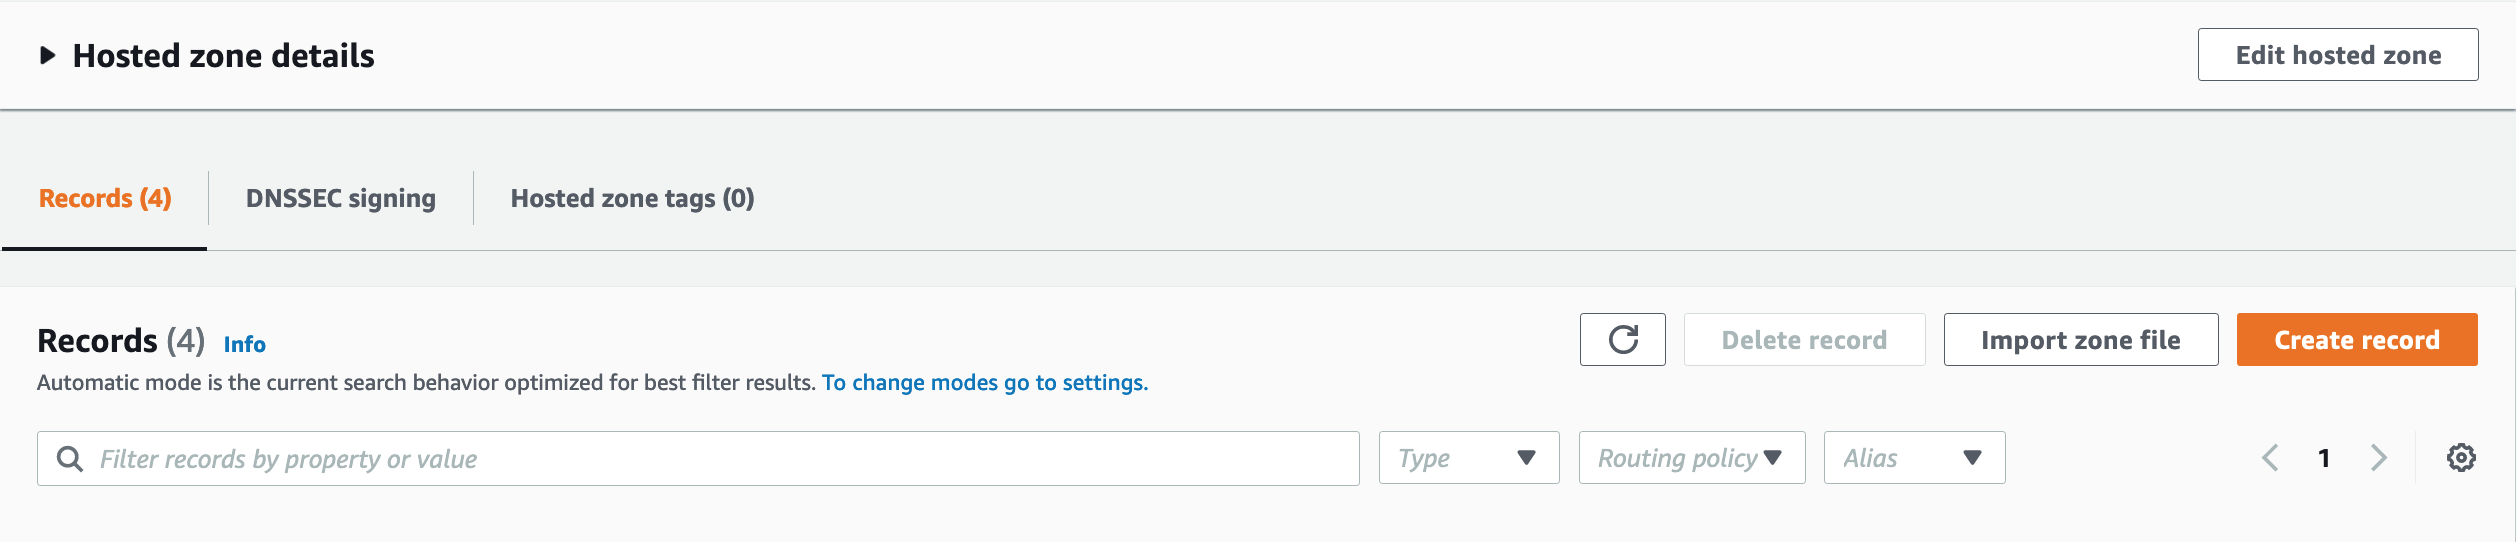 Hosted zone details
Edit hosted zone
Records (4)
DNSSEC signing
Hosted zone tags (0)
Records (4) Info
Delete record
Import zone file
Create record
Automatic mode is the current search behavior optimized for best filter results. To change modes go to settings.
Filter records by property or value
Type
Routing policy
Alias
1